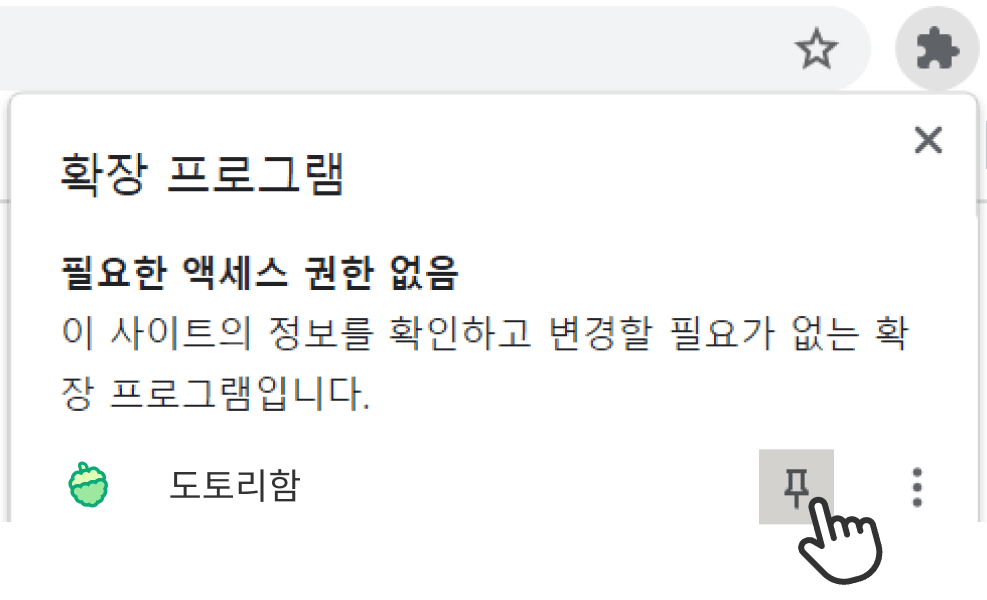 확장 프로그램
필요한 액세스 권한 없음
이 사이트의 정보를 확인하고 변경할 필요가 없는 확
장 프로그램입니다.
도토리함